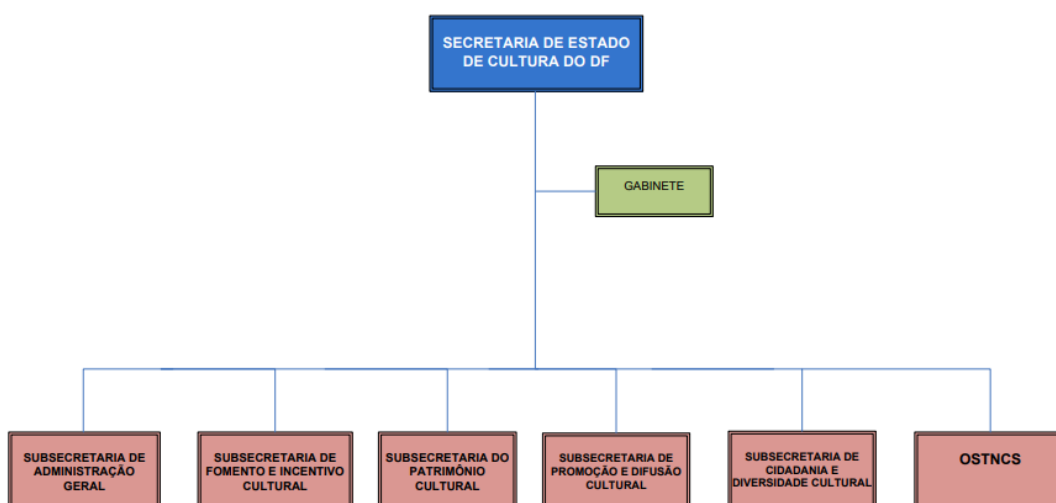 SECRETARIA DE ESTADO
DE CULTURA DO DF
GABINETE
SUBSECRETARIA DE
ADMINISTRAÇÃO
GERAL
SUBSECRETARIA DE
FOMENTO E INCENTIVO
CULTURAL
SUBSECRETARIA DO
PATRIMÔNIO
CULTURAL
SUBSECRETARIA DE
PROMOÇÃO E DIFUSÃO
CULTURAL
SUBSECRETARIA DE
CIDADANIA E
DIVERSIDADE CULTURAL
OSTNCS